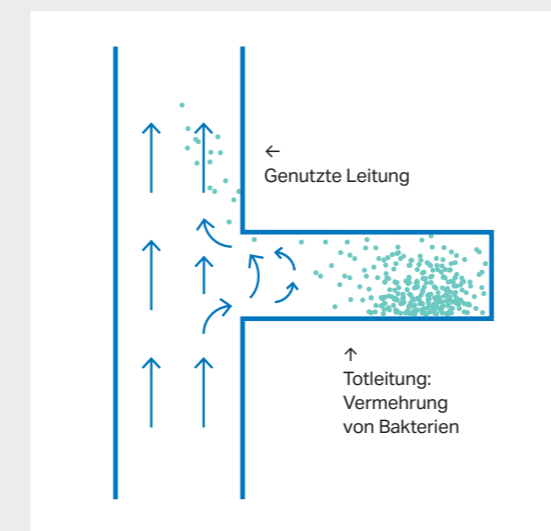 ←
Genutzte Leitung
↑
Totleitung:
Vermehrung
von Bakterien